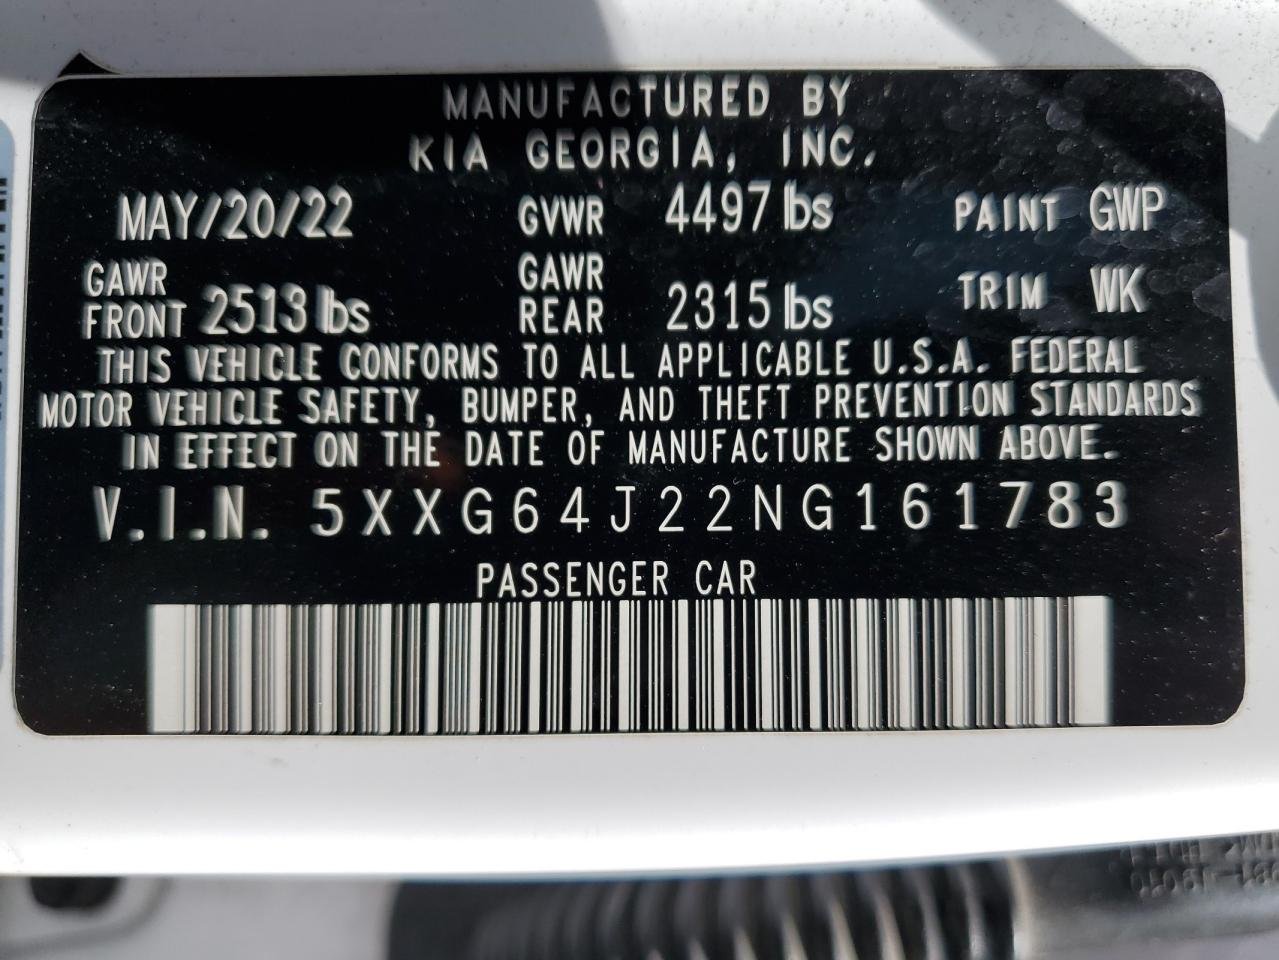 MANUFACTURED BY
KIA GEORGIA, INC.
MAY/20/22 GVWR 4497 lbs PAINT GWP
GAWR FRONT 2513 lbs GAWR REAR 2315 lbs TRIM WK
THIS VEHICLE CONFORMS TO ALL APPLICABLE U.S.A. FEDERAL
MOTOR VEHICLE SAFETY, BUMPER, AND THEFT PREVENTION STANDARDS
IN EFFECT ON THE DATE OF MANUFACTURE SHOWN ABOVE.
V.I.N. 5XXG64J22NG161783
PASSENGER CAR